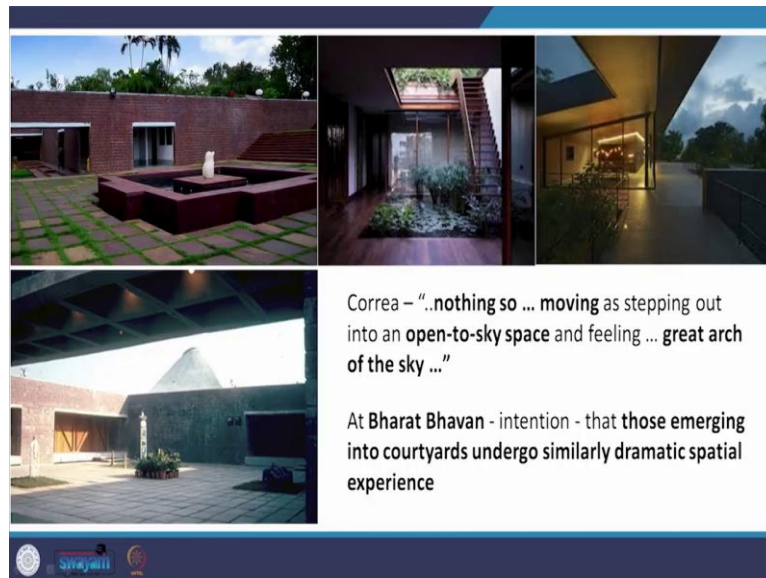 Correa – “..nothing so ... moving as stepping out
into an open-to-sky space and feeling ... great arch
of the sky ...”
At Bharat Bhavan - intention - that those emerging
into courtyards undergo similarly dramatic spatial
experience
swayam